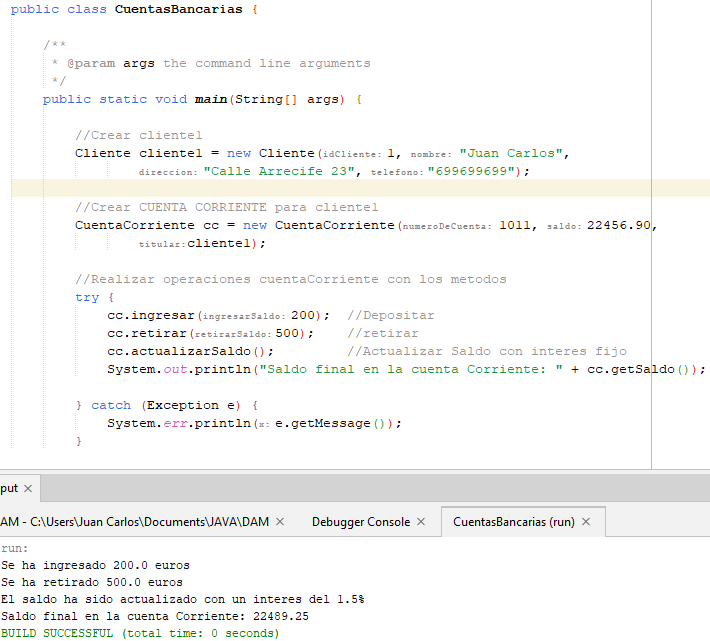 public class CuentasBancarias {
/**
* @param args the command line arguments
*/
public static void main(String[] args) {
//Crear cliente1
Cliente cliente1 = new Cliente(idCliente: 1, nombre: "Juan Carlos",
direccion: "Calle Arrecife 23", telefono: "699699699");
//Crear CUENTA CORRIENTE para cliente1
CuentaCorriente cc = new CuentaCorriente(numeroDeCuenta: 1011, saldo: 22456.90,
titular: cliente1);
//Realizar operaciones cuentaCorriente con los metodos
try {
cc.ingresar(ingresarSaldo: 200); //Depositar
cc.retirar(retirarSaldo: 500); //retirar
cc.actualizarSaldo(); //Actualizar Saldo con interes fijo
System.out.println("Saldo final en la cuenta Corriente: " + cc.getSaldo());
} catch (Exception e) {
System.err.println(x: e.getMessage());
}
put ×
AM - C:\Users\Juan Carlos\Documents\JAVA\DAM × Debugger Console × CuentasBancarias (run) ×
run:
Se ha ingresado 200.0 euros
Se ha retirado 500.0 euros
El saldo ha sido actualizado con un interes del 1.5%
Saldo final en la cuenta Corriente: 22489.25
BUILD SUCCESSFUL (total time: 0 seconds)